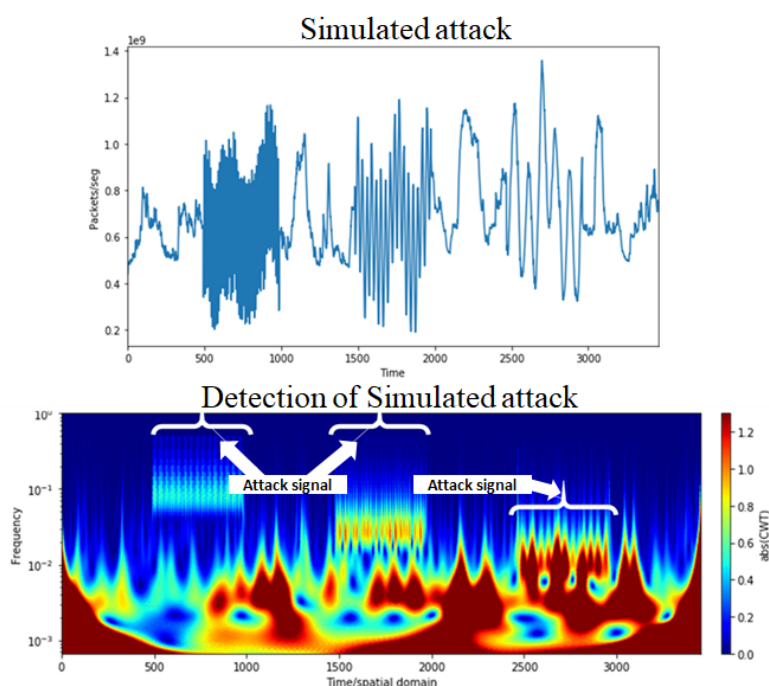 Simulated attack
1e9
1.4
1.2
1.0
0.8
0.6
0.4
0.2
Packets/seg
0 500 1000 1500 2000 2500 3000
Time
Detection of Simulated attack
10⁰
10⁻¹
10⁻²
10⁻³
Frequency
Attack signal Attack signal
0 500 1000 1500 2000 2500 3000
Time/spatial domain
1.2
1.0
0.8
0.6
0.4
0.2
0.0
abs(CWT)